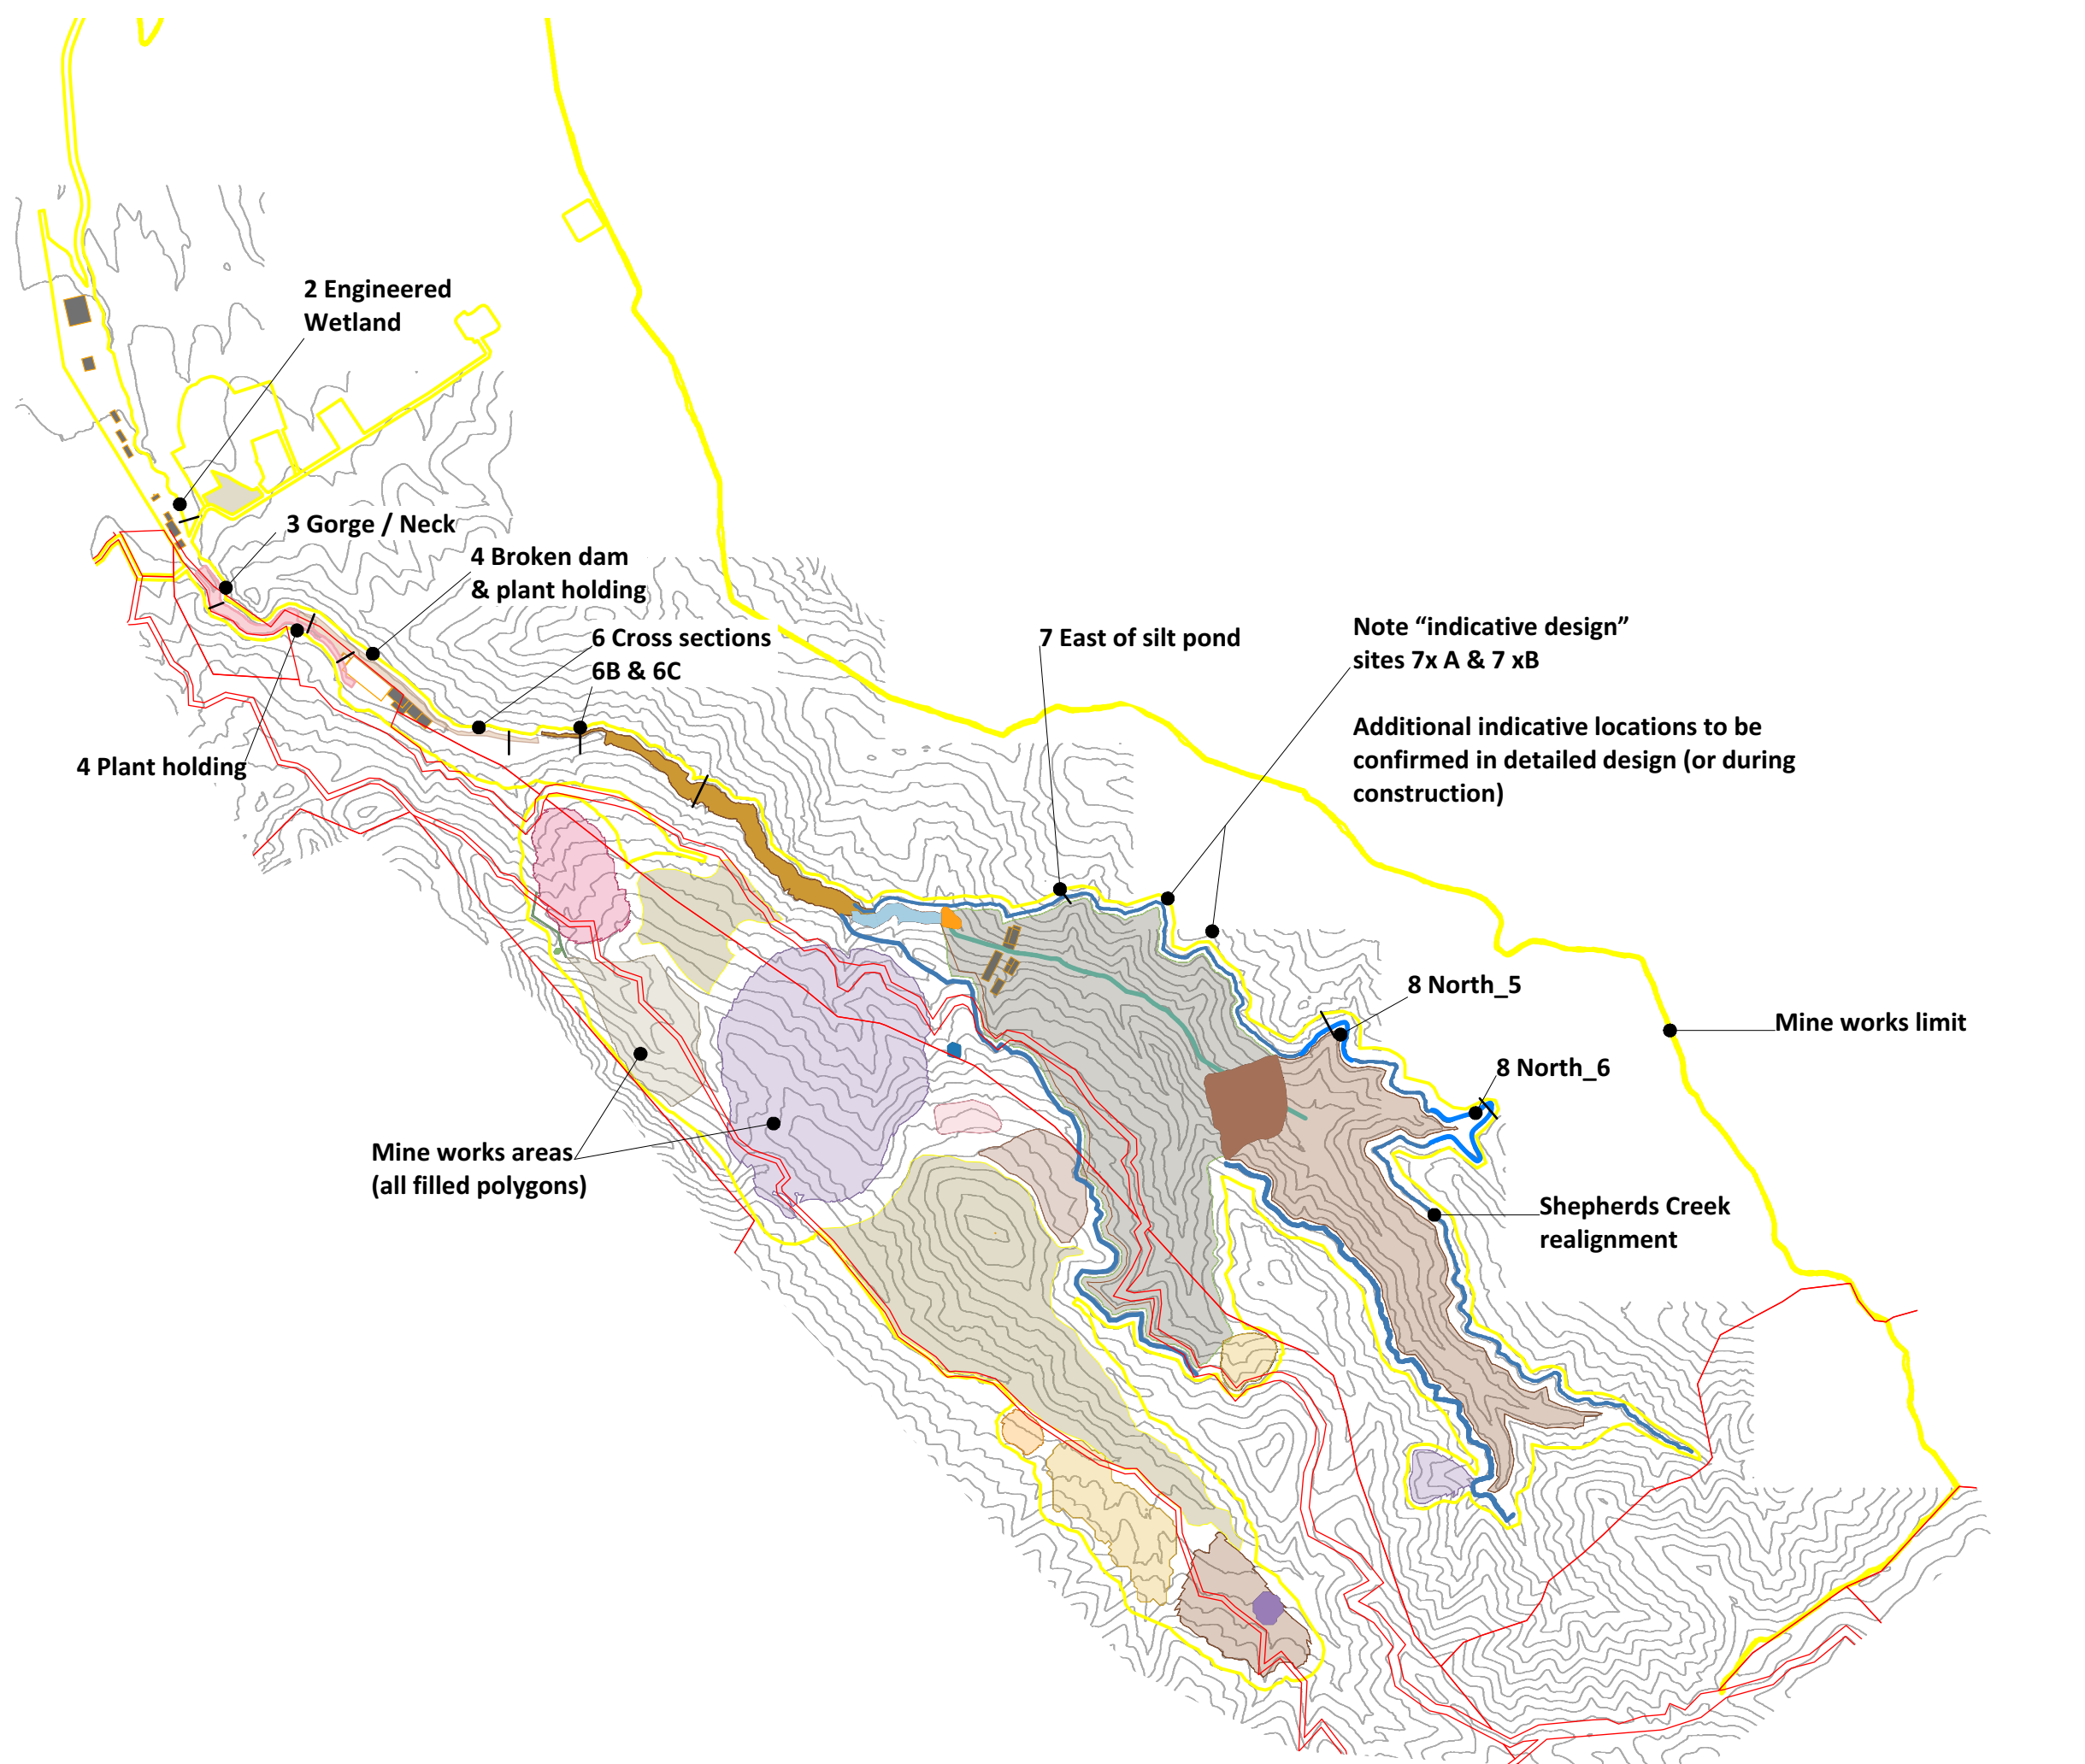 2 Engineered
Wetland
3 Gorge / Neck
4 Broken dam
& plant holding
6 Cross sections
6B & 6C
4 Plant holding
7 East of silt pond
Note “indicative design”
sites 7x A & 7 xB
Additional indicative locations to be
confirmed in detailed design (or during
construction)
8 North_5
Mine works limit
8 North_6
Mine works areas
(all filled polygons)
Shepherds Creek
realignment